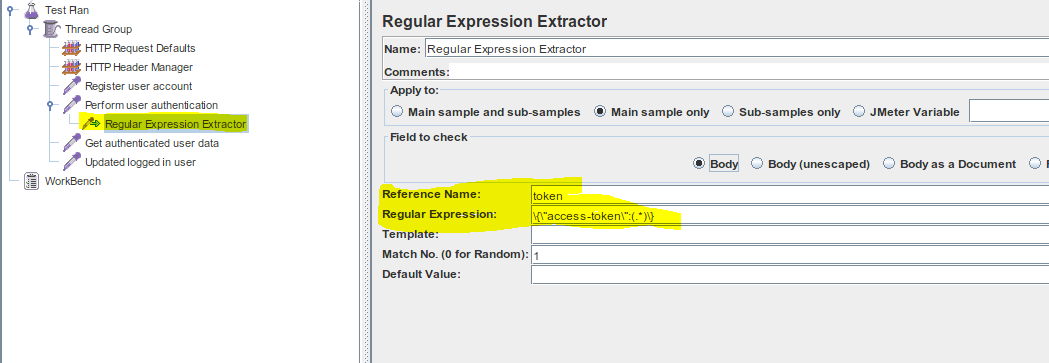 Test Plan
Thread Group
HTTP Request Defaults
HTTP Header Manager
Register user account
Perform user authentication
Regular Expression Extractor
Get authenticated user data
Updated logged in user
WorkBench
Regular Expression Extractor
Name: Regular Expression Extractor
Comments:
Apply to:
Main sample and sub-samples Main sample only Sub-samples only JMeter Variable
Field to check
Body Body (unescaped) Body as a Document
Reference Name: token
Regular Expression: \{\"access-token\":(.*)\}
Template:
Match No. (0 for Random): 1
Default Value: